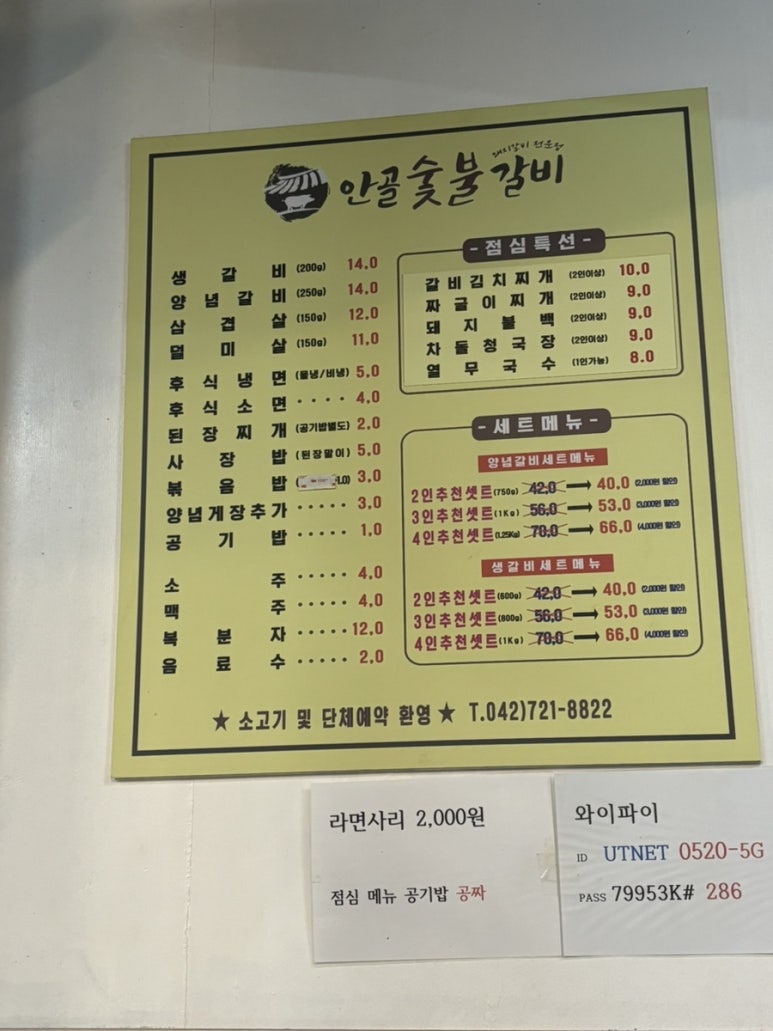 돼지갈비 전문점
안골숯불갈비
생갈비 (200g) 14.0
양념갈비 (250g) 14.0
삼겹살 (150g) 12.0
덜미살 (150g) 11.0
후식냉면 (물냉/비냉) 5.0
후식소면 ···· 4.0
된장찌개 (공기밥별도) 2.0
사장밥 (된장말이) 5.0
볶음밥 1.0) 3.0
양념게장추가 ····· 3.0
공기밥 ····· 1.0
소주 ····· 4.0
맥주 ····· 4.0
복분자 ····· 12.0
음료수 ····· 2.0
- 점심특선 -
갈비김치찌개 (2인이상) 10.0
짜글이찌개 (2인이상) 9.0
돼지불백 (2인이상) 9.0
차돌청국장 (2인이상) 9.0
열무국수 (1인가능) 8.0
- 세트메뉴 -
양념갈비세트메뉴
2인추천셋트 (750g) 42.0 → 40.0 (2,000원 할인)
3인추천셋트 (1Kg) 56.0 → 53.0 (3,000원 할인)
4인추천셋트 (1.25Kg) 70.0 → 66.0 (4,000원 할인)
생갈비세트메뉴
2인추천셋트 (600g) 42.0 → 40.0 (2,000원 할인)
3인추천셋트 (800g) 56.0 → 53.0 (3,000원 할인)
4인추천셋트 (1Kg) 70.0 → 66.0 (4,000원 할인)
★ 소고기 및 단체예약 환영 ★ T.042)721-8822
라면사리 2,000원
점심 메뉴 공기밥 공짜
와이파이
ID UTNET 0520-5G
PASS 79953K# 286